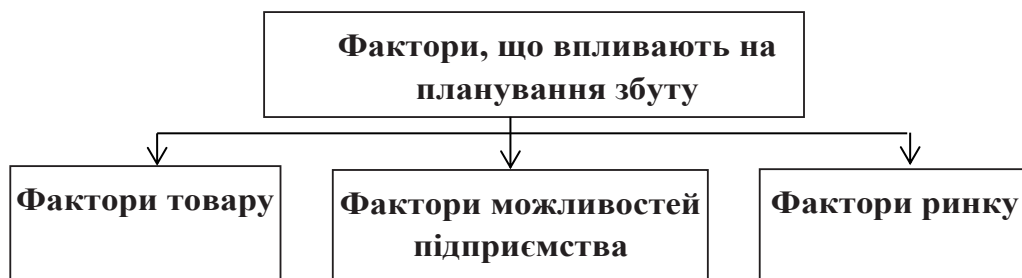 Фактори, що впливають на
планування збуту
Фактори товару
Фактори можливостей
підприємства
Фактори ринку